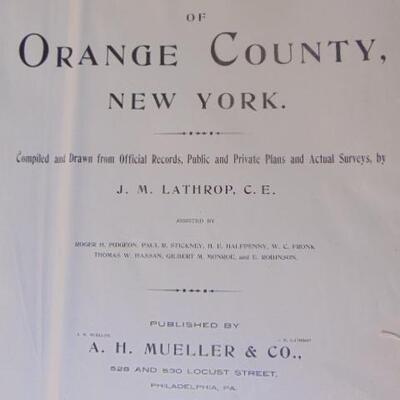 OF
ORANGE COUNTY,
NEW YORK.
Compiled and Drawn from Official Records, Public and Private Plans and Actual Surveys, by
J. M. LATHROP, C. E.
ASSISTED BY
ROGER H. PIDGEON, PAUL R. STICKNEY, H. E. HALFPENNY, W. C. FRONK
THOMAS W. HASSAN, GILBERT M. MONROE, and E. ROBINSON.
PUBLISHED BY
A. H. MUELLER J. M. LATHROP
A. H. MUELLER & CO.,
528 AND 530 LOCUST STREET,
PHILADELPHIA, PA